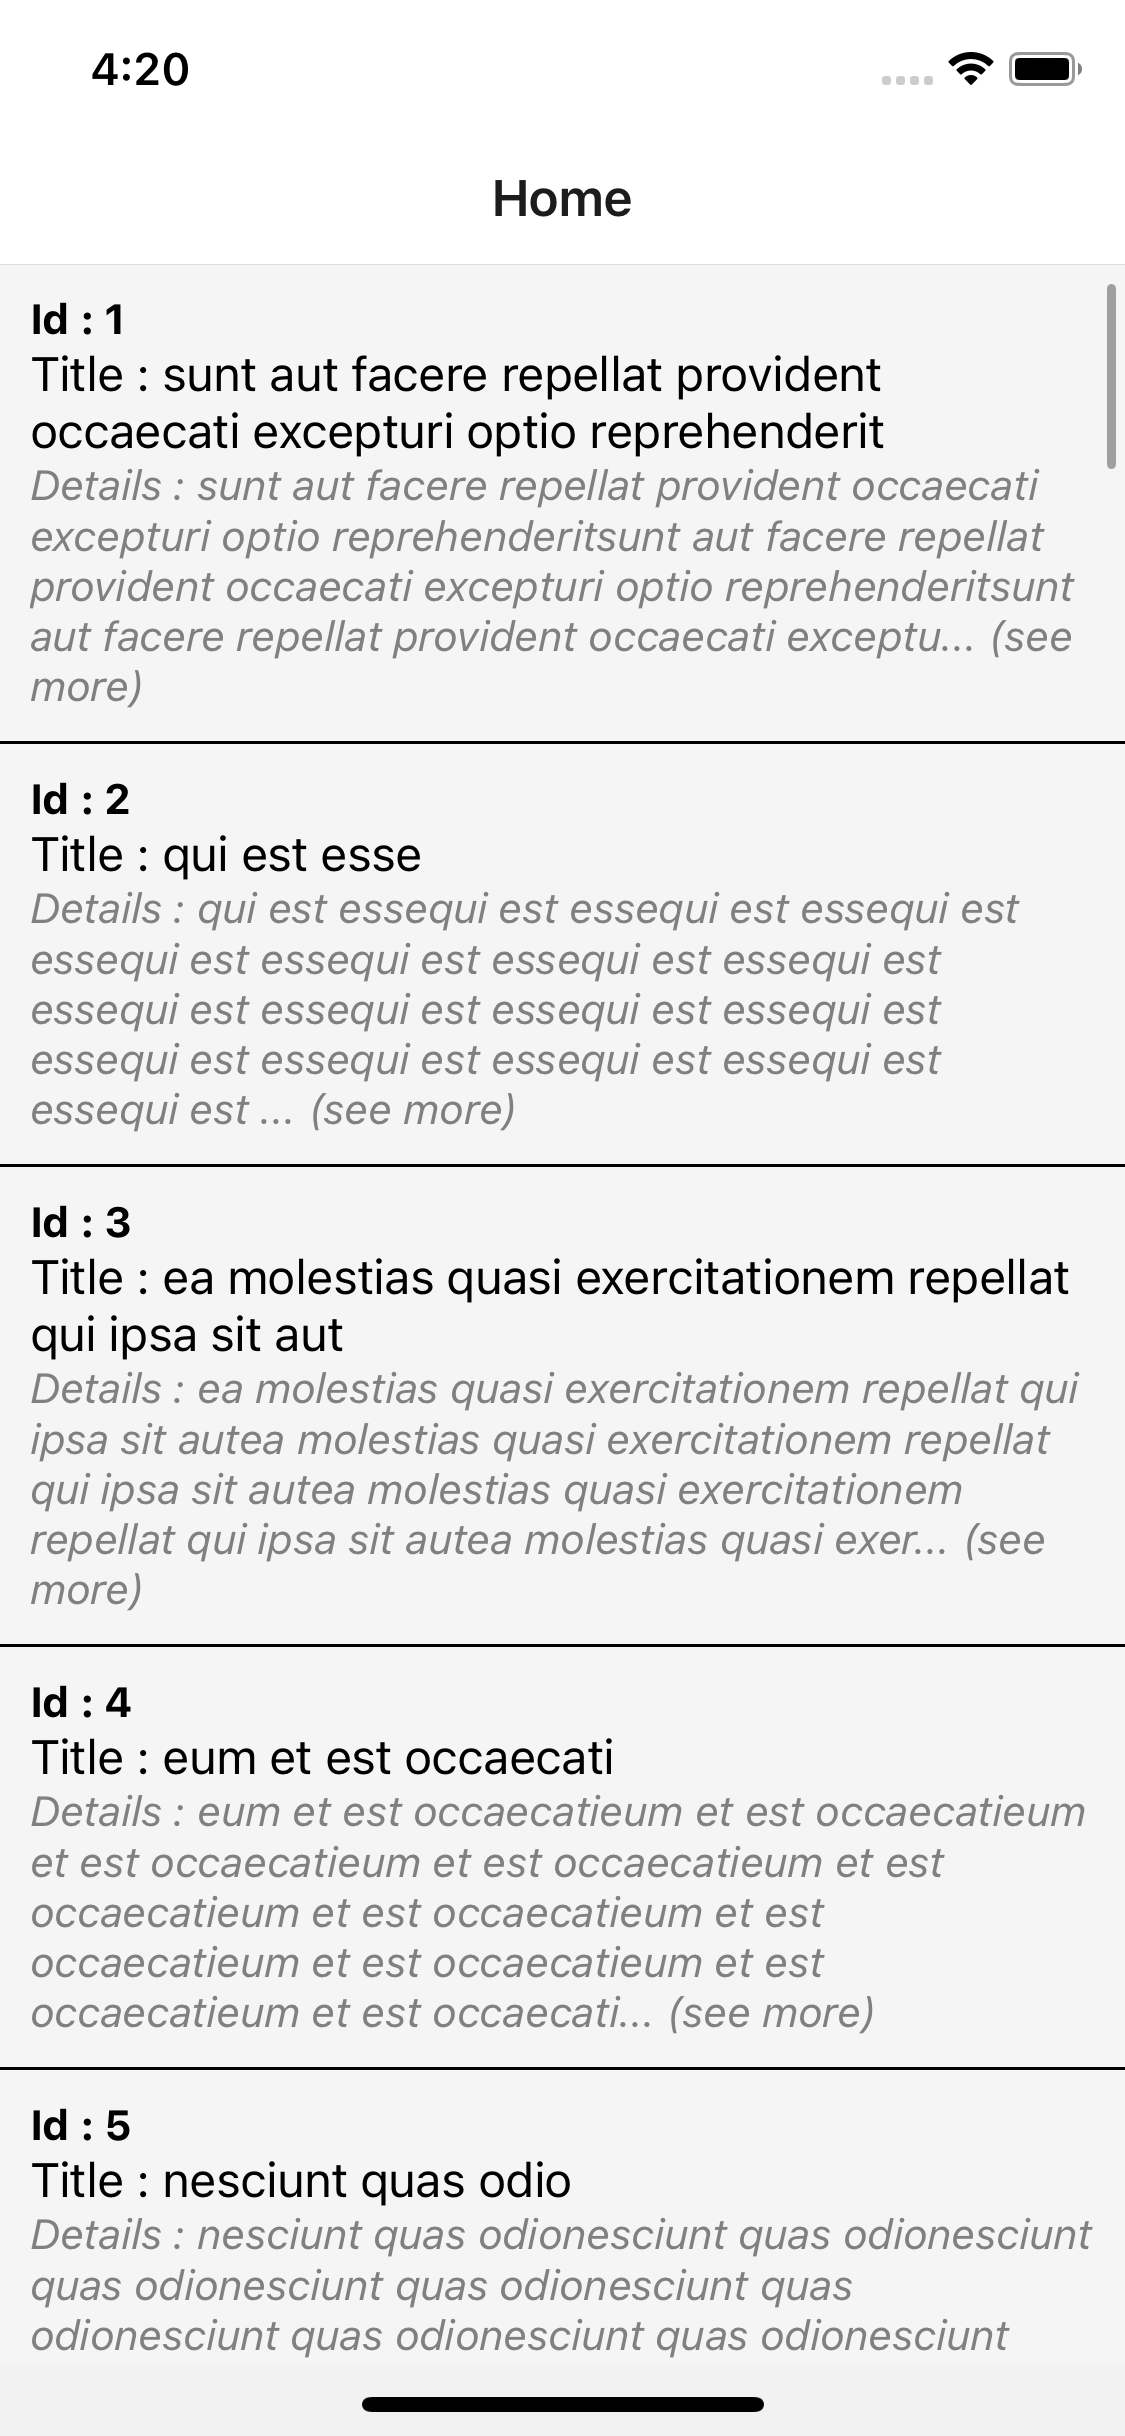 4:20
Home
Id : 1
Title : sunt aut facere repellat provident
occaecati excepturi optio reprehenderit
Details : sunt aut facere repellat provident occaecati
excepturi optio reprehenderitsunt aut facere repellat
provident occaecati excepturi optio reprehenderitsunt
aut facere repellat provident occaecati exceptu... (see
more)
Id : 2
Title : qui est esse
Details : qui est essequi est essequi est essequi est
essequi est essequi est essequi est essequi est
essequi est essequi est essequi est essequi est
essequi est essequi est essequi est essequi est
essequi est ... (see more)
Id : 3
Title : ea molestias quasi exercitationem repellat
qui ipsa sit aut
Details : ea molestias quasi exercitationem repellat qui
ipsa sit autea molestias quasi exercitationem repellat
qui ipsa sit autea molestias quasi exercitationem
repellat qui ipsa sit autea molestias quasi exer... (see
more)
Id : 4
Title : eum et est occaecati
Details : eum et est occaecatieum et est occaecatieum
et est occaecatieum et est occaecatieum et est
occaecatieum et est occaecatieum et est
occaecatieum et est occaecatieum et est
occaecatieum et est occaecati... (see more)
Id : 5
Title : nesciunt quas odio
Details : nesciunt quas odionesciunt quas odionesciunt
quas odionesciunt quas odionesciunt quas
odionesciunt quas odionesciunt quas odionesciunt